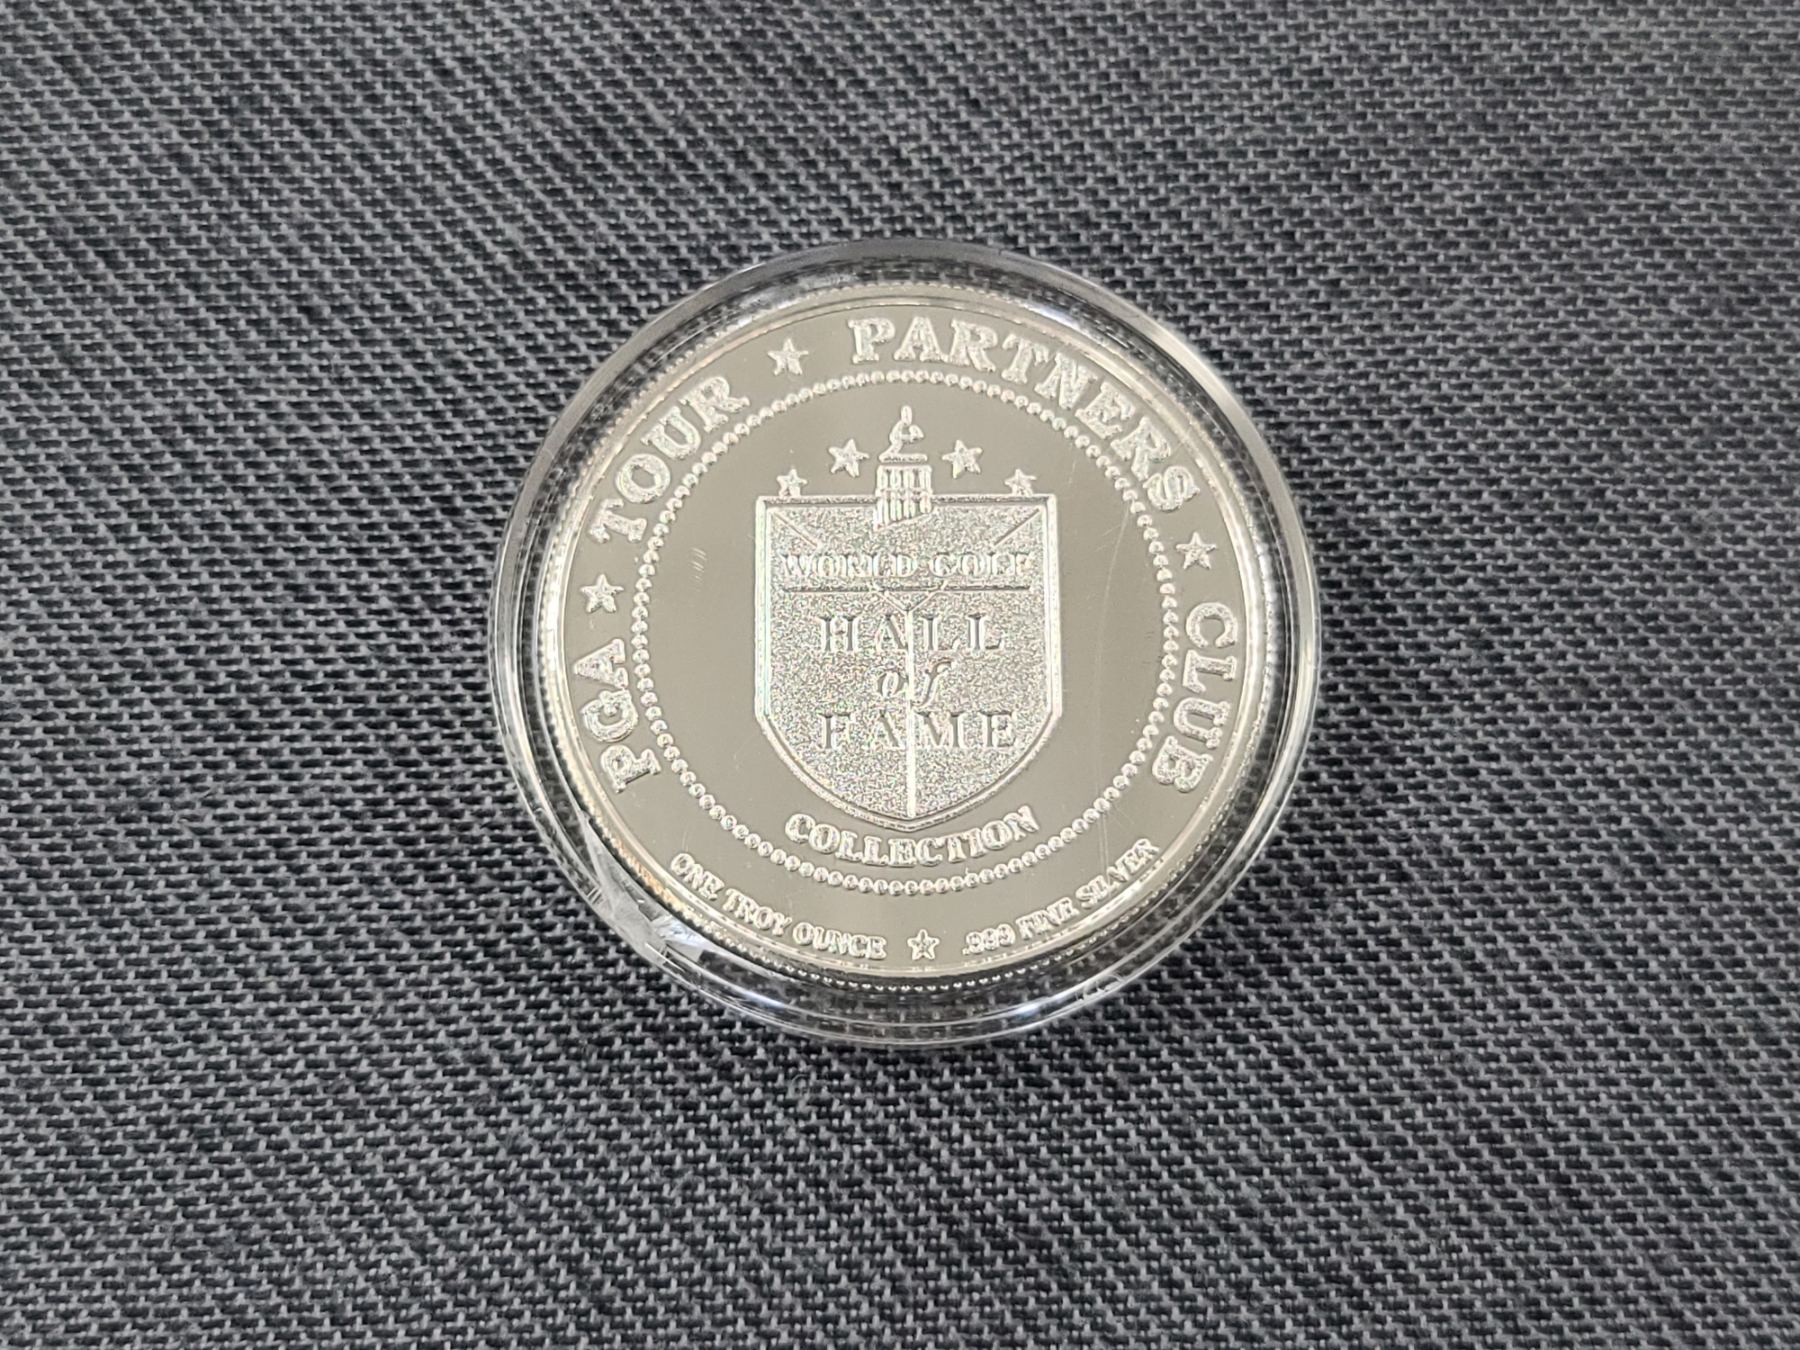 PGA ★ TOUR ★ PARTNERS ★ CLUB
WORLD GOLF
HALL
of
FAME
COLLECTION
ONE TROY OUNCE ★ .999 FINE SILVER